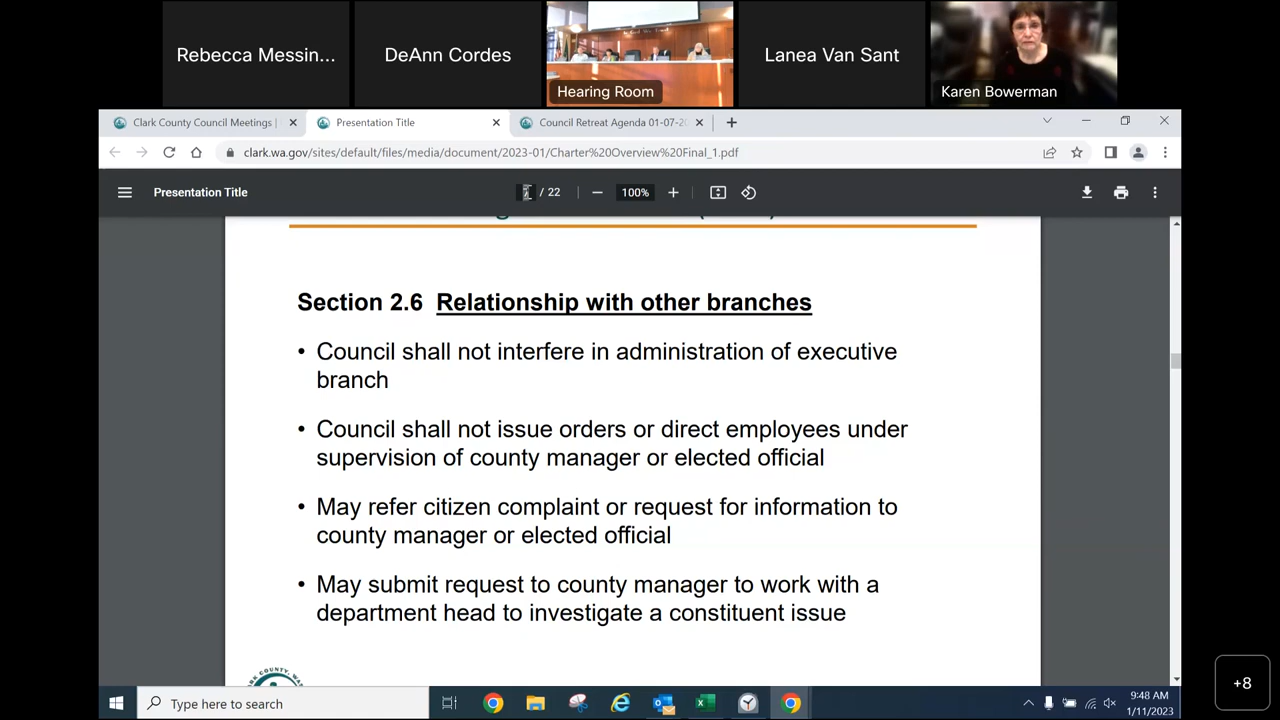 Rebecca Messin...
DeAnn Cordes
Hearing Room
Lanea Van Sant
Karen Bowerman
Clark County Council Meetings |
Presentation Title
Council Retreat Agenda 01-07-20
clark.wa.gov/sites/default/files/media/document/2023-01/Charter%20Overview%20Final_1.pdf
Presentation Title
/ 22
100%
Section 2.6 Relationship with other branches
• Council shall not interfere in administration of executive
branch
• Council shall not issue orders or direct employees under
supervision of county manager or elected official
• May refer citizen complaint or request for information to
county manager or elected official
• May submit request to county manager to work with a
department head to investigate a constituent issue
+8
Type here to search
9:48 AM
1/11/2023